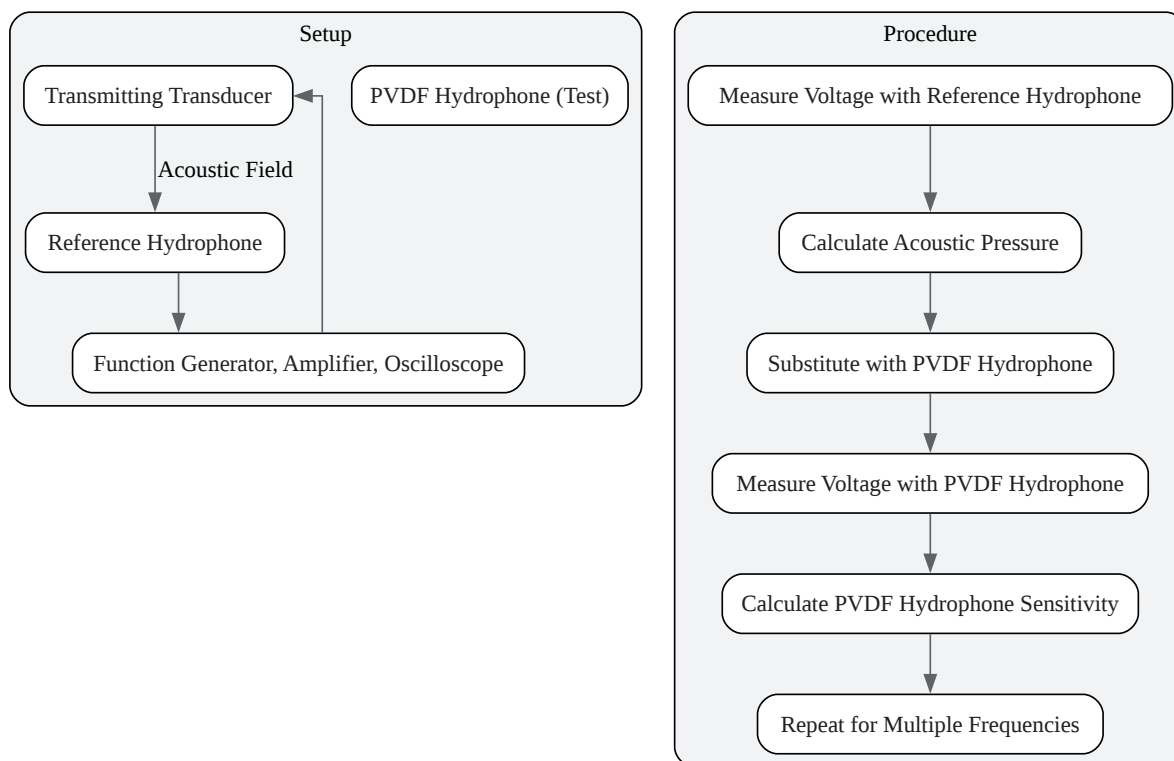 Setup
Transmitting Transducer
PVDF Hydrophone (Test)
Acoustic Field
Reference Hydrophone
Function Generator, Amplifier, Oscilloscope
Procedure
Measure Voltage with Reference Hydrophone
Calculate Acoustic Pressure
Substitute with PVDF Hydrophone
Measure Voltage with PVDF Hydrophone
Calculate PVDF Hydrophone Sensitivity
Repeat for Multiple Frequencies